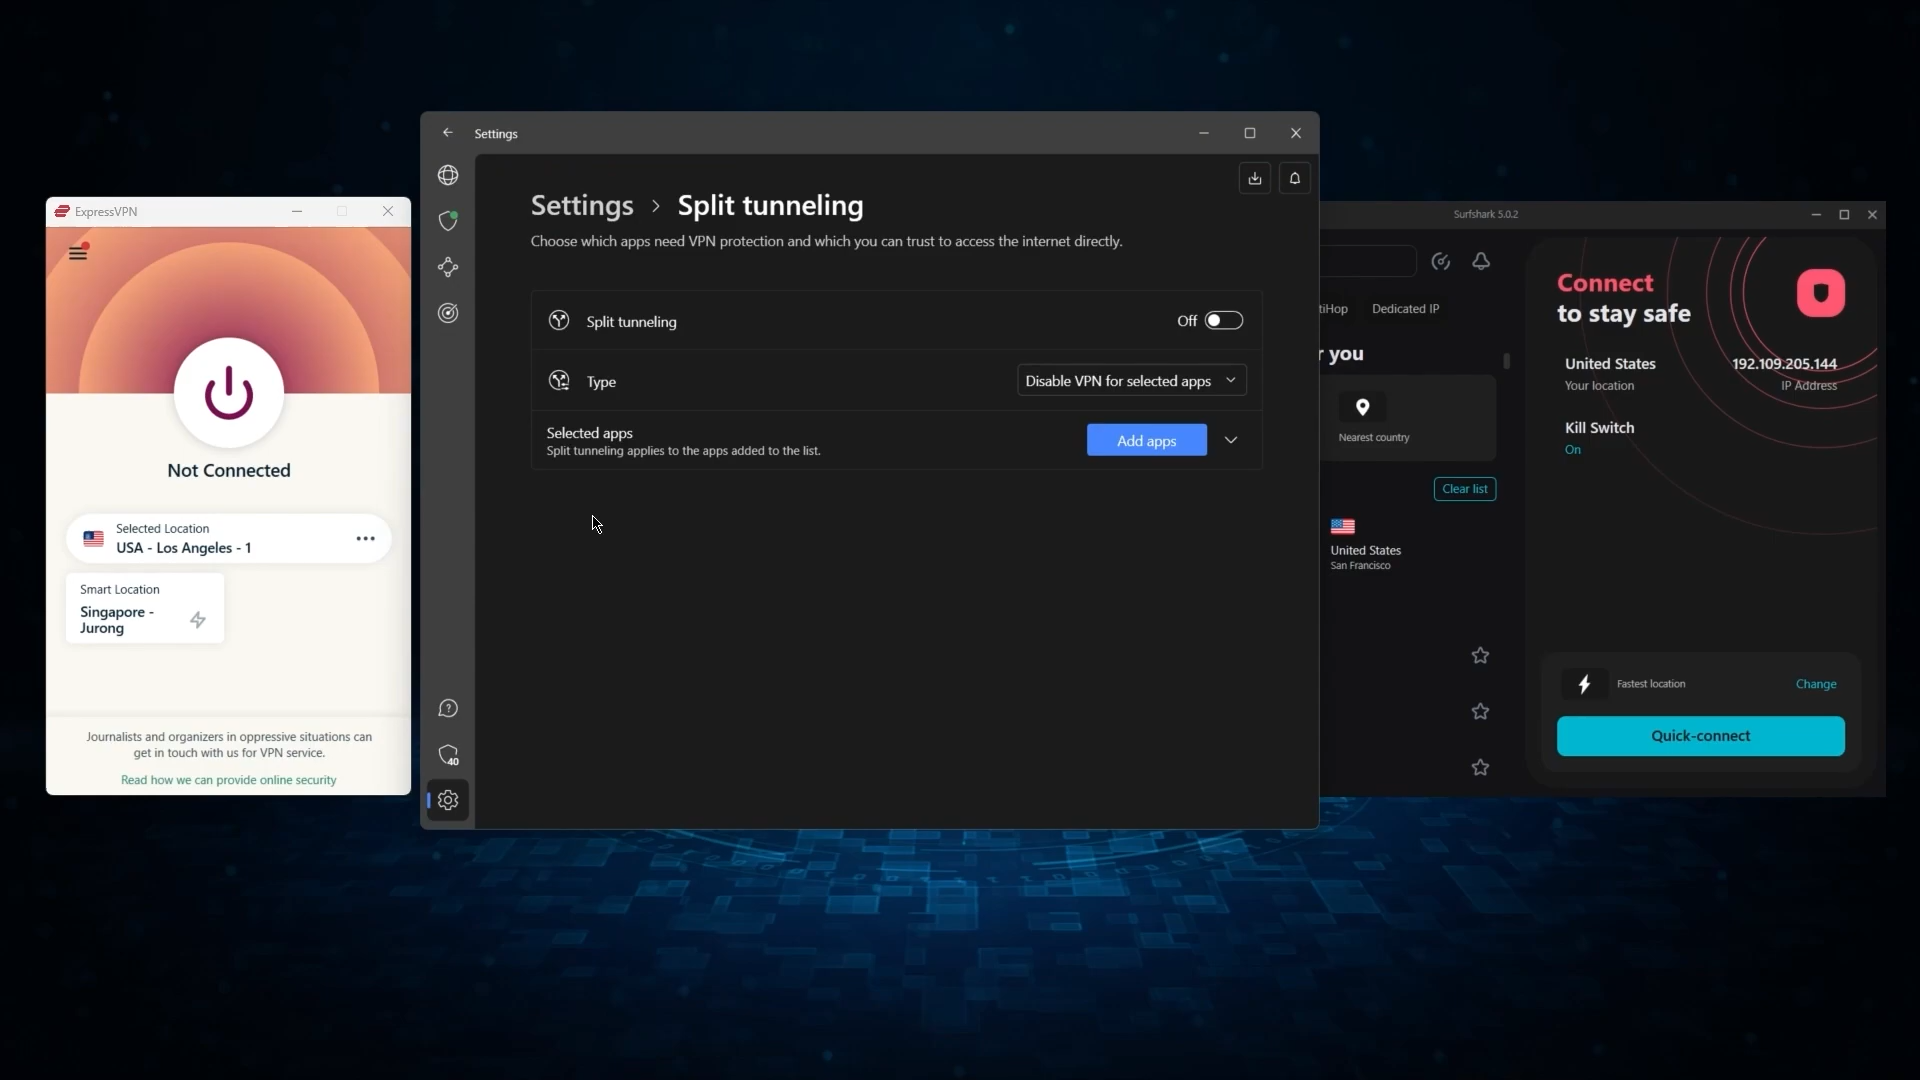 ExpressVPN
Not Connected
Selected Location
USA - Los Angeles - 1
Smart Location
Singapore -
Jurong
Journalists and organizers in oppressive situations can
get in touch with us for VPN service.
Read how we can provide online security
Settings
Settings > Split tunneling
Choose which apps need VPN protection and which you can trust to access the internet directly.
Split tunneling
Off
Type
Disable VPN for selected apps
Selected apps
Split tunneling applies to the apps added to the list.
Add apps
40
Surfshark 5.0.2
tiHop
Dedicated IP
r you
Nearest country
Clear list
United States
San Francisco
Connect
to stay safe
United States
192.109.205.144
Your location
IP Address
Kill Switch
On
Fastest location
Change
Quick-connect